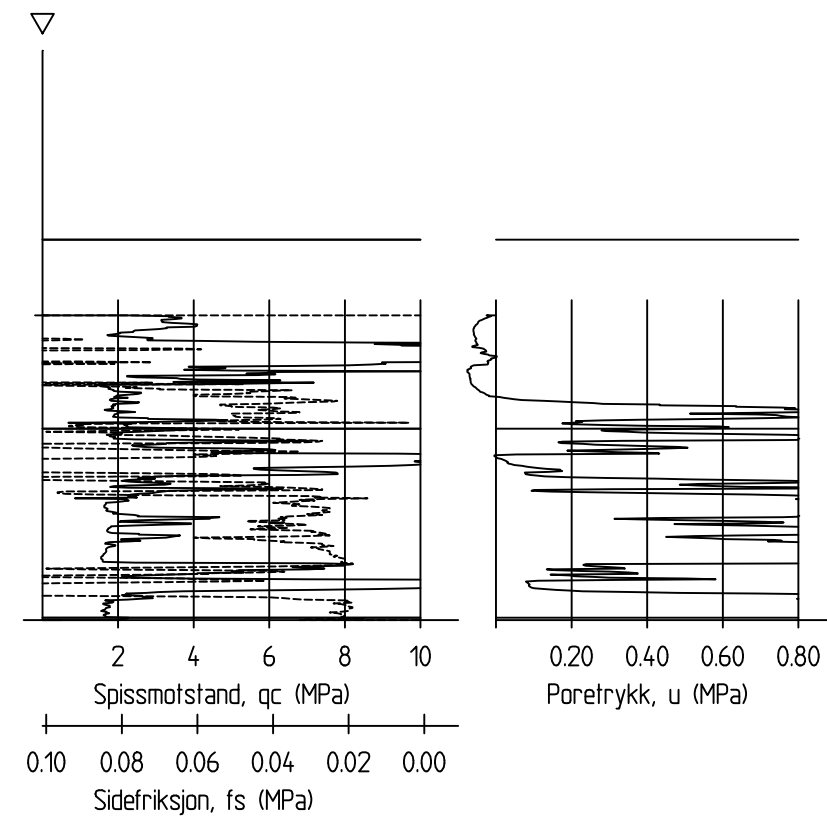 2 4 6 8 10
Spissmotstand, qc (MPa)
0.10 0.08 0.06 0.04 0.02 0.00
Sidefriksjon, fs (MPa)
0.20 0.40 0.60 0.80
Poretrykk, u (MPa)